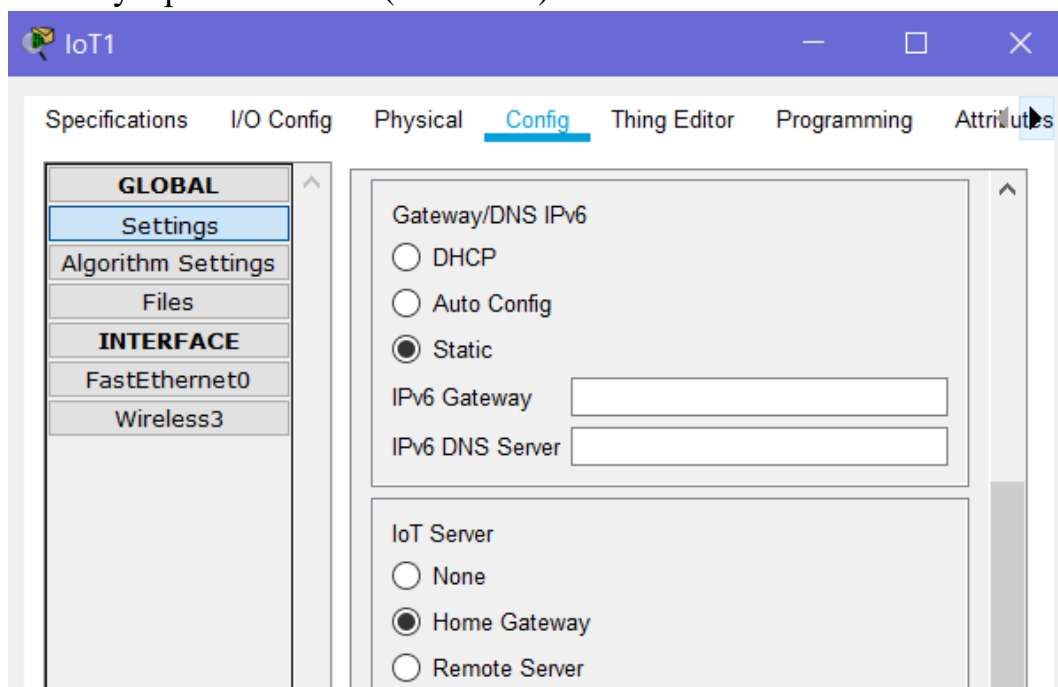 IoT1
Specifications I/O Config Physical Config Thing Editor Programming Attributes
GLOBAL
Settings
Algorithm Settings
Files
INTERFACE
FastEthernet0
Wireless3
Gateway/DNS IPv6
DHCP
Auto Config
Static
IPv6 Gateway
IPv6 DNS Server
IoT Server
None
Home Gateway
Remote Server